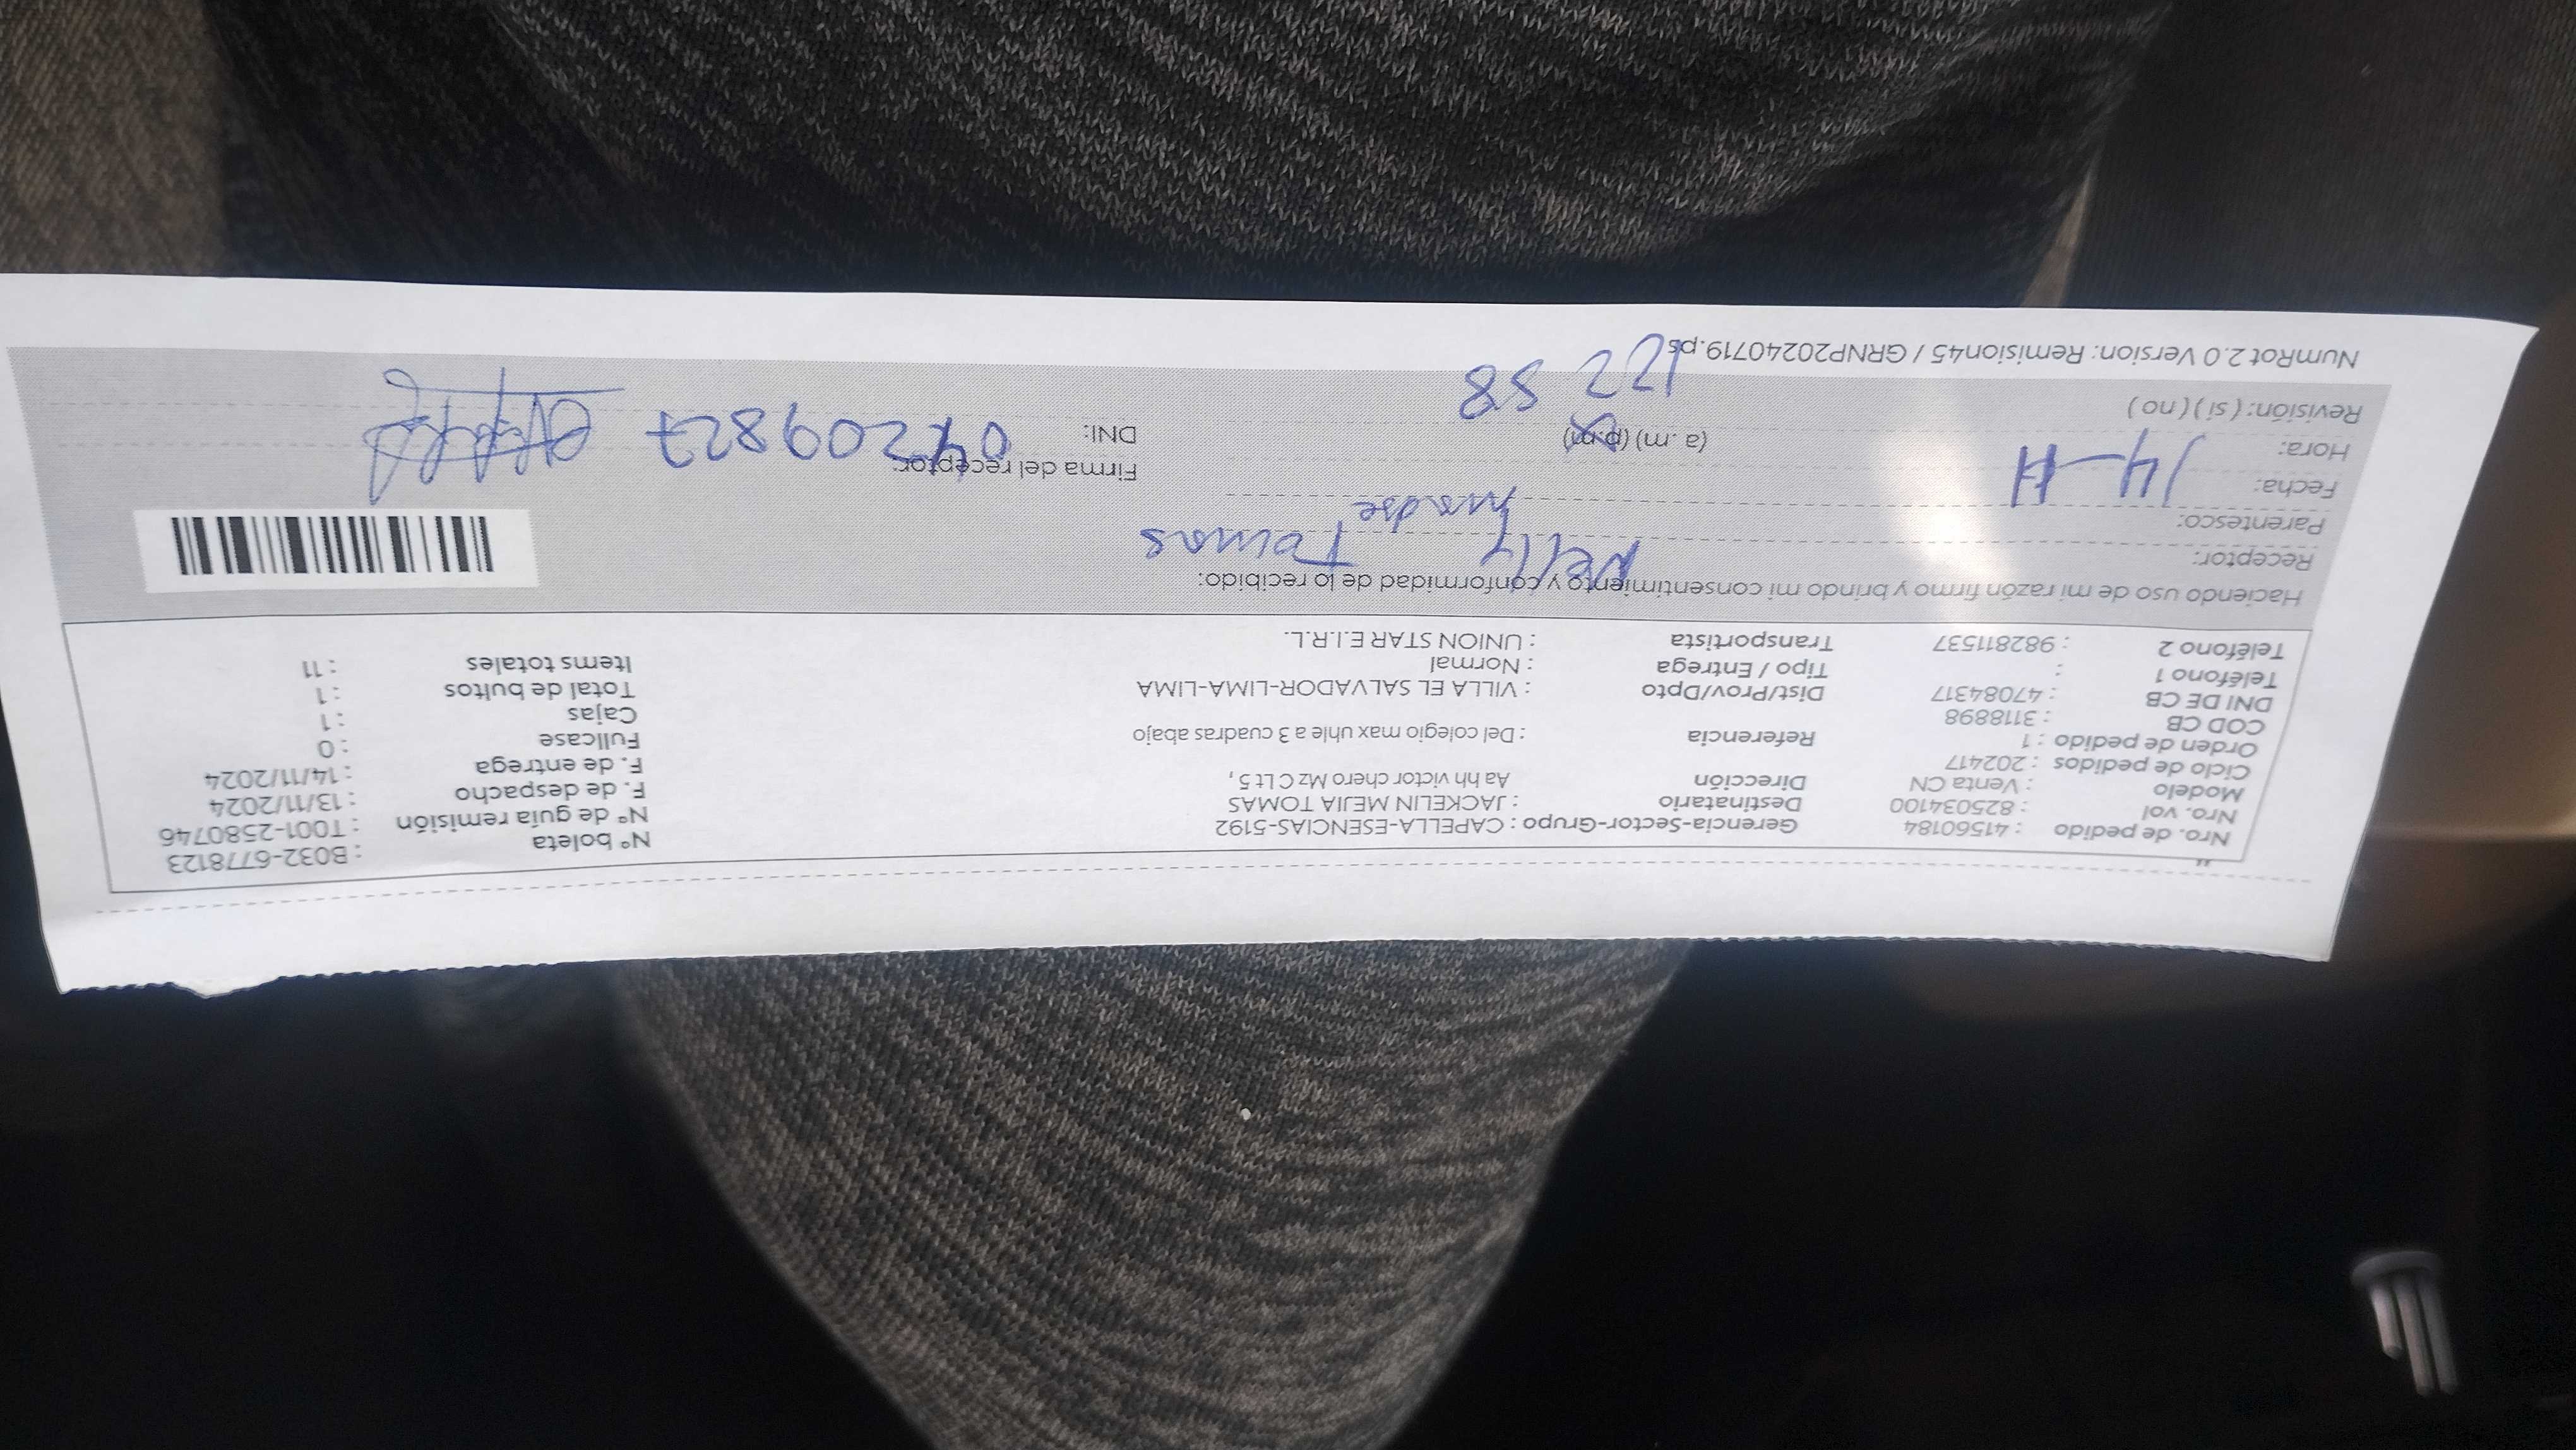 Nro. de pedido : 41560184 Gerencia-Sector-Grupo : CAPELLA-ESENCIAS-5192 N° boleta : B032-6778123
Nro. vol : 825034100 Destinatario : JACKELIN MEJIA TOMAS N° de guía remisión : T001-2580746
Modelo : Venta CN Dirección Aa hh victor chero Mz C Lt 5 , F. de despacho : 13/11/2024
Ciclo de pedidos : 202417 F. de entrega : 14/11/2024
Orden de pedido : 1 Referencia : Del colegio max uhle a 3 cuadras abajo Fullcase : 0
COD CB : 3118898 Cajas : 1
DNI DE CB : 47084317 Dist/Prov/Dpto : VILLA EL SALVADOR-LIMA-LIMA Total de bultos : 1
Teléfono 1 : Tipo / Entrega : Normal Items totales : 11
Teléfono 2 : 982811537 Transportista : UNION STAR E.I.R.L.
Haciendo uso de mi razón firmo y brindo mi consentimiento y conformidad de lo recibido:
Receptor: Nelly Tomas
Parentesco: madre
Fecha: 14-11 Firma del receptor:
Hora: (a.m) (p.m) DNI: 04209827
Revisión: ( si ) ( no ) 12 58
NumRot 2.0 Version: Remision45 / GRNP20240719.ps